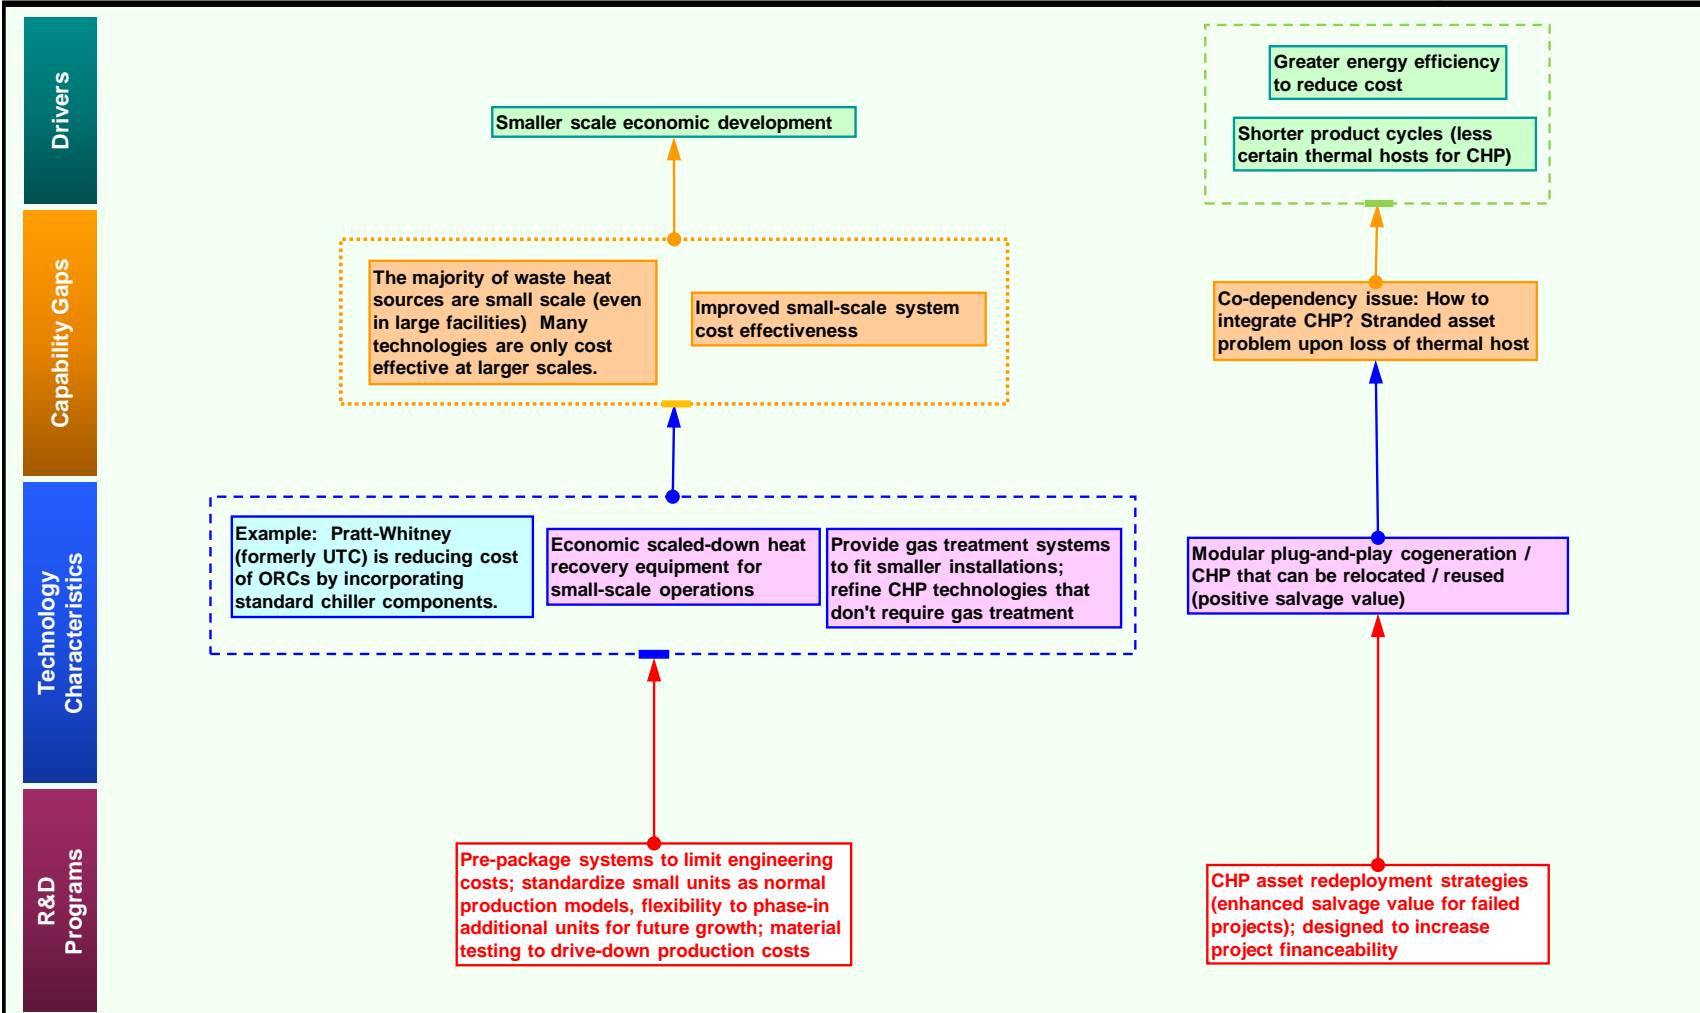 Drivers
Smaller scale economic development
Greater energy efficiency
to reduce cost
Shorter product cycles (less
certain thermal hosts for CHP)
Capability Gaps
The majority of waste heat
sources are small scale (even
in large facilities)  Many
technologies are only cost
effective at larger scales.
Improved small-scale system
cost effectiveness
Co-dependency issue: How to
integrate CHP? Stranded asset
problem upon loss of thermal host
Technology
Characteristics
Example:  Pratt-Whitney
(formerly UTC) is reducing cost
of ORCs by incorporating
standard chiller components.
Economic scaled-down heat
recovery equipment for
small-scale operations
Provide gas treatment systems
to fit smaller installations;
refine CHP technologies that
don't require gas treatment
Modular plug-and-play cogeneration /
CHP that can be relocated / reused
(positive salvage value)
R&D
Programs
Pre-package systems to limit engineering
costs; standardize small units as normal
production models, flexibility to phase-in
additional units for future growth; material
testing to drive-down production costs
CHP asset redeployment strategies
(enhanced salvage value for failed
projects); designed to increase
project financeability